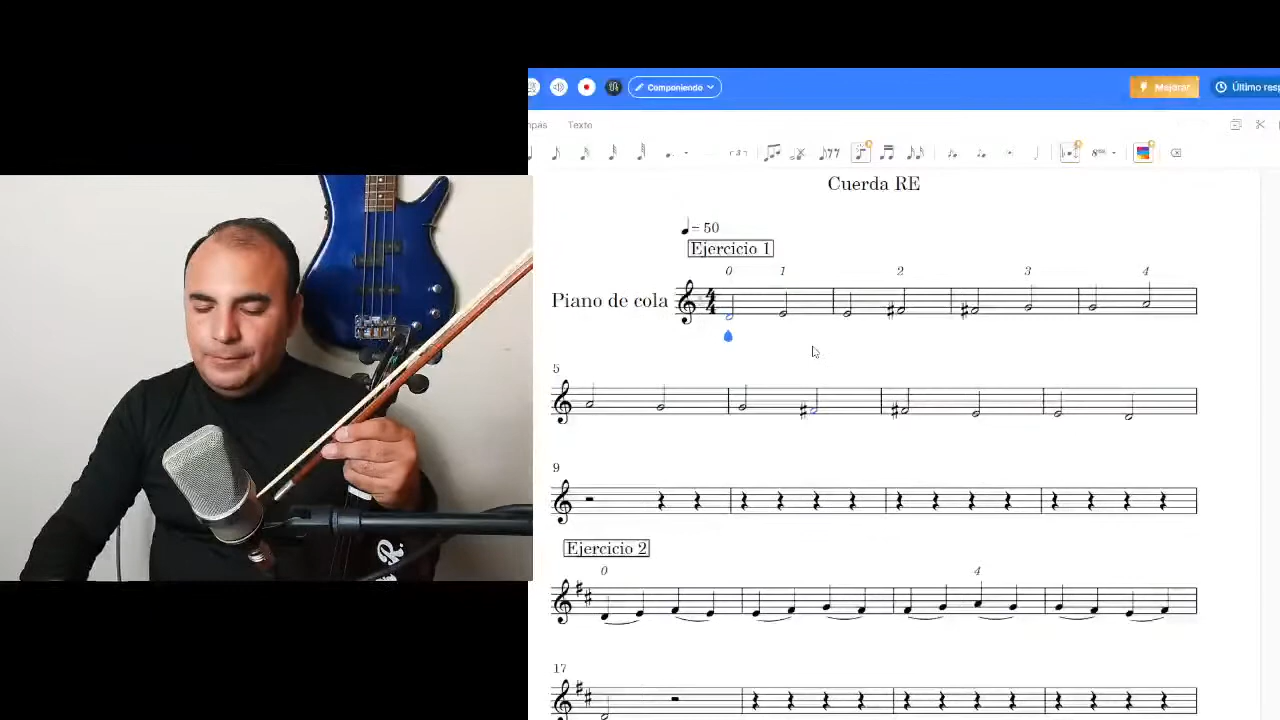 Componiendo
Mejorar
Último resp
npás
Texto
Cuerda RE
= 50
Ejercicio 1
0 1 2 3 4
Piano de cola
5
9
Ejercicio 2
0 4
17